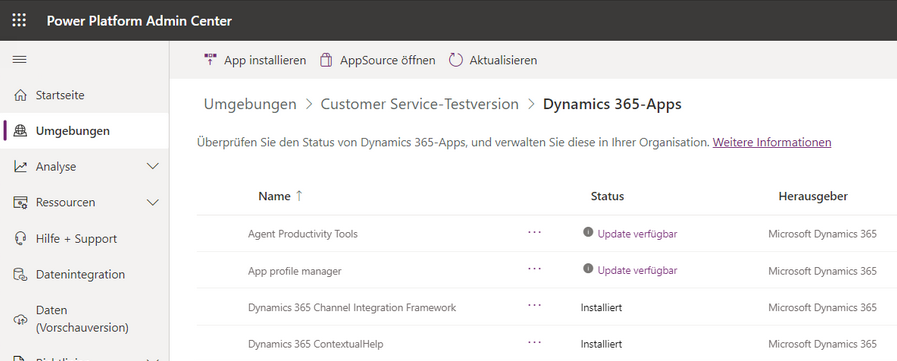 Power Platform Admin Center
App installieren AppSource öffnen Aktualisieren
Startseite
Umgebungen
Analyse
Ressourcen
Hilfe + Support
Datenintegration
Daten
(Vorschauversion)
Umgebungen > Customer Service-Testversion > Dynamics 365-Apps
Überprüfen Sie den Status von Dynamics 365-Apps, und verwalten Sie diese in Ihrer Organisation. Weitere Informationen
Name ↑ Status Herausgeber
Agent Productivity Tools ··· Update verfügbar Microsoft Dynamics 365
App profile manager ··· Update verfügbar Microsoft Dynamics 365
Dynamics 365 Channel Integration Framework ··· Installiert Microsoft Dynamics 365
Dynamics 365 ContextualHelp ··· Installiert Microsoft Dynamics 365